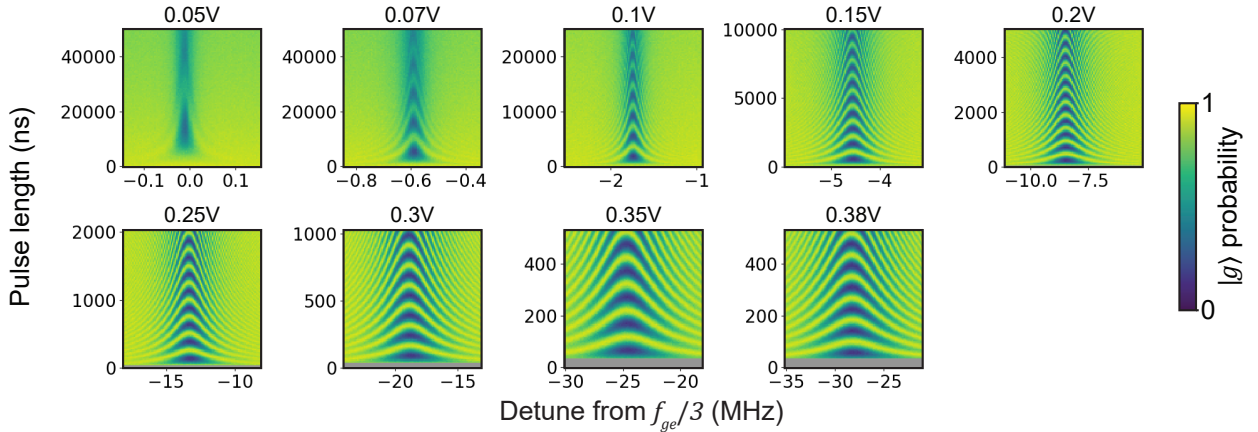 0.05V 0.07V 0.1V 0.15V 0.2V
40000 20000 0 −0.1 0.0 0.1
40000 20000 0 −0.8 −0.6 −0.4
20000 10000 0 −2 −1
10000 5000 0 −5 −4
4000 2000 0 −10.0 −7.5
Pulse length (ns)
0.25V 0.3V 0.35V 0.38V
2000 1000 0 −15 −10
1000 500 0 −20 −15
400 200 0 −30 −25 −20
400 200 0 −35 −30 −25
1
0
|g⟩ probability
Detune from f_ge/3 (MHz)